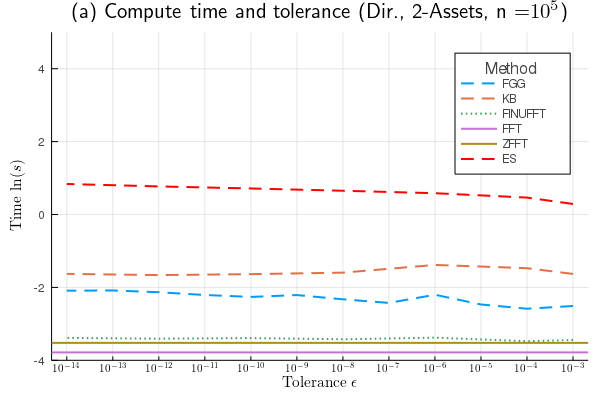 (a) Compute time and tolerance (Dir., 2-Assets, n =10⁵)
4
2
0
-2
-4
Time ln(s)
Method
FGG
KB
FINUFFT
FFT
ZFFT
ES
10⁻¹⁴ 10⁻¹³ 10⁻¹² 10⁻¹¹ 10⁻¹⁰ 10⁻⁹ 10⁻⁸ 10⁻⁷ 10⁻⁶ 10⁻⁵ 10⁻⁴ 10⁻³
Tolerance ϵ